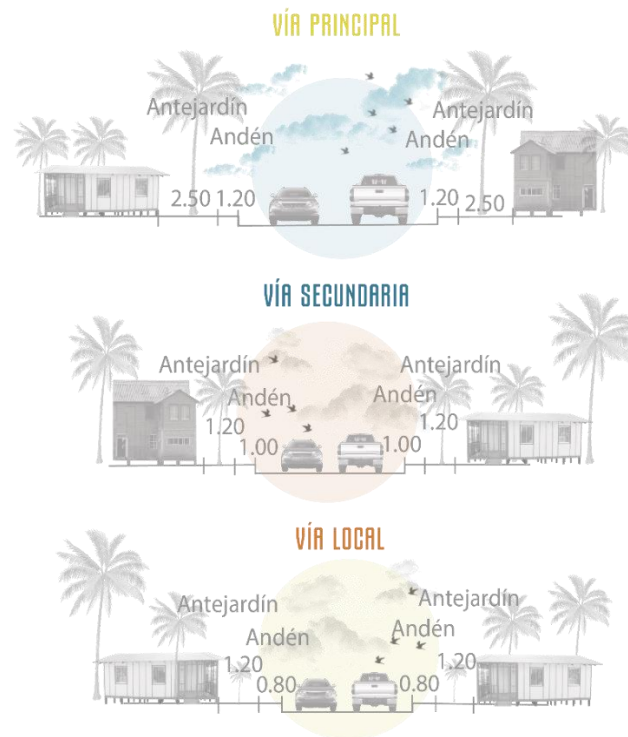 VÍA PRINCIPAL
Antejardín
Antejardín
Andén
Andén
2.50 1.20
1.20 2.50
VÍA SECUNDARIA
Antejardín
Antejardín
Andén
Andén
1.20
1.20
1.00
1.00
VÍA LOCAL
Antejardín
Antejardín
Andén
Andén
1.20
1.20
0.80
0.80